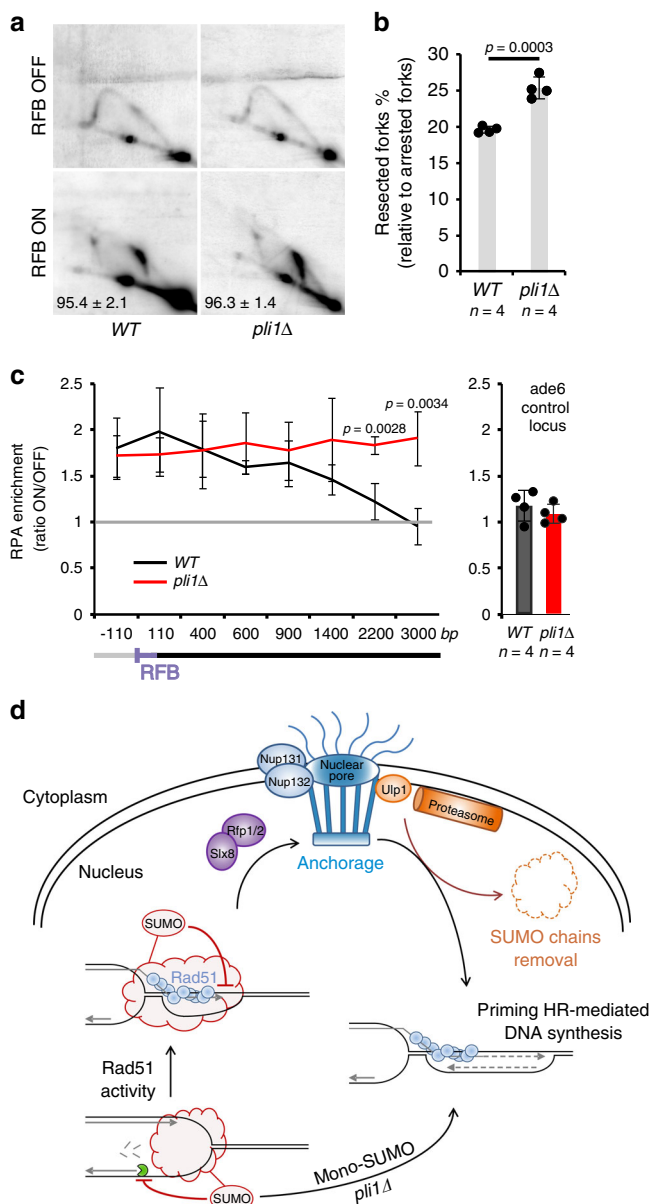 a
RFB OFF
RFB ON
95.4 ± 2.1
96.3 ± 1.4
WT
pli1Δ
b
p = 0.0003
Resected forks %
(relative to arrested forks)
30
25
20
15
10
5
0
WT
pli1Δ
n = 4
n = 4
c
RPA enrichment
(ratio ON/OFF)
2.5
2
1.5
1
0.5
0
p = 0.0028
p = 0.0034
WT
pli1Δ
-110 110 400 600 900 1400 2200 3000 bp
RFB
2.5
2
1.5
1
0.5
0
ade6
control
locus
WT pli1Δ
n = 4 n = 4
d
Cytoplasm
Nucleus
Nup131
Nup132
Nuclear
pore
Ulp1
Proteasome
Rfp1/2
Slx8
Anchorage
SUMO chains
removal
SUMO
Rad51
Priming HR-mediated
DNA synthesis
Rad51
activity
SUMO
Mono-SUMO
pli1Δ